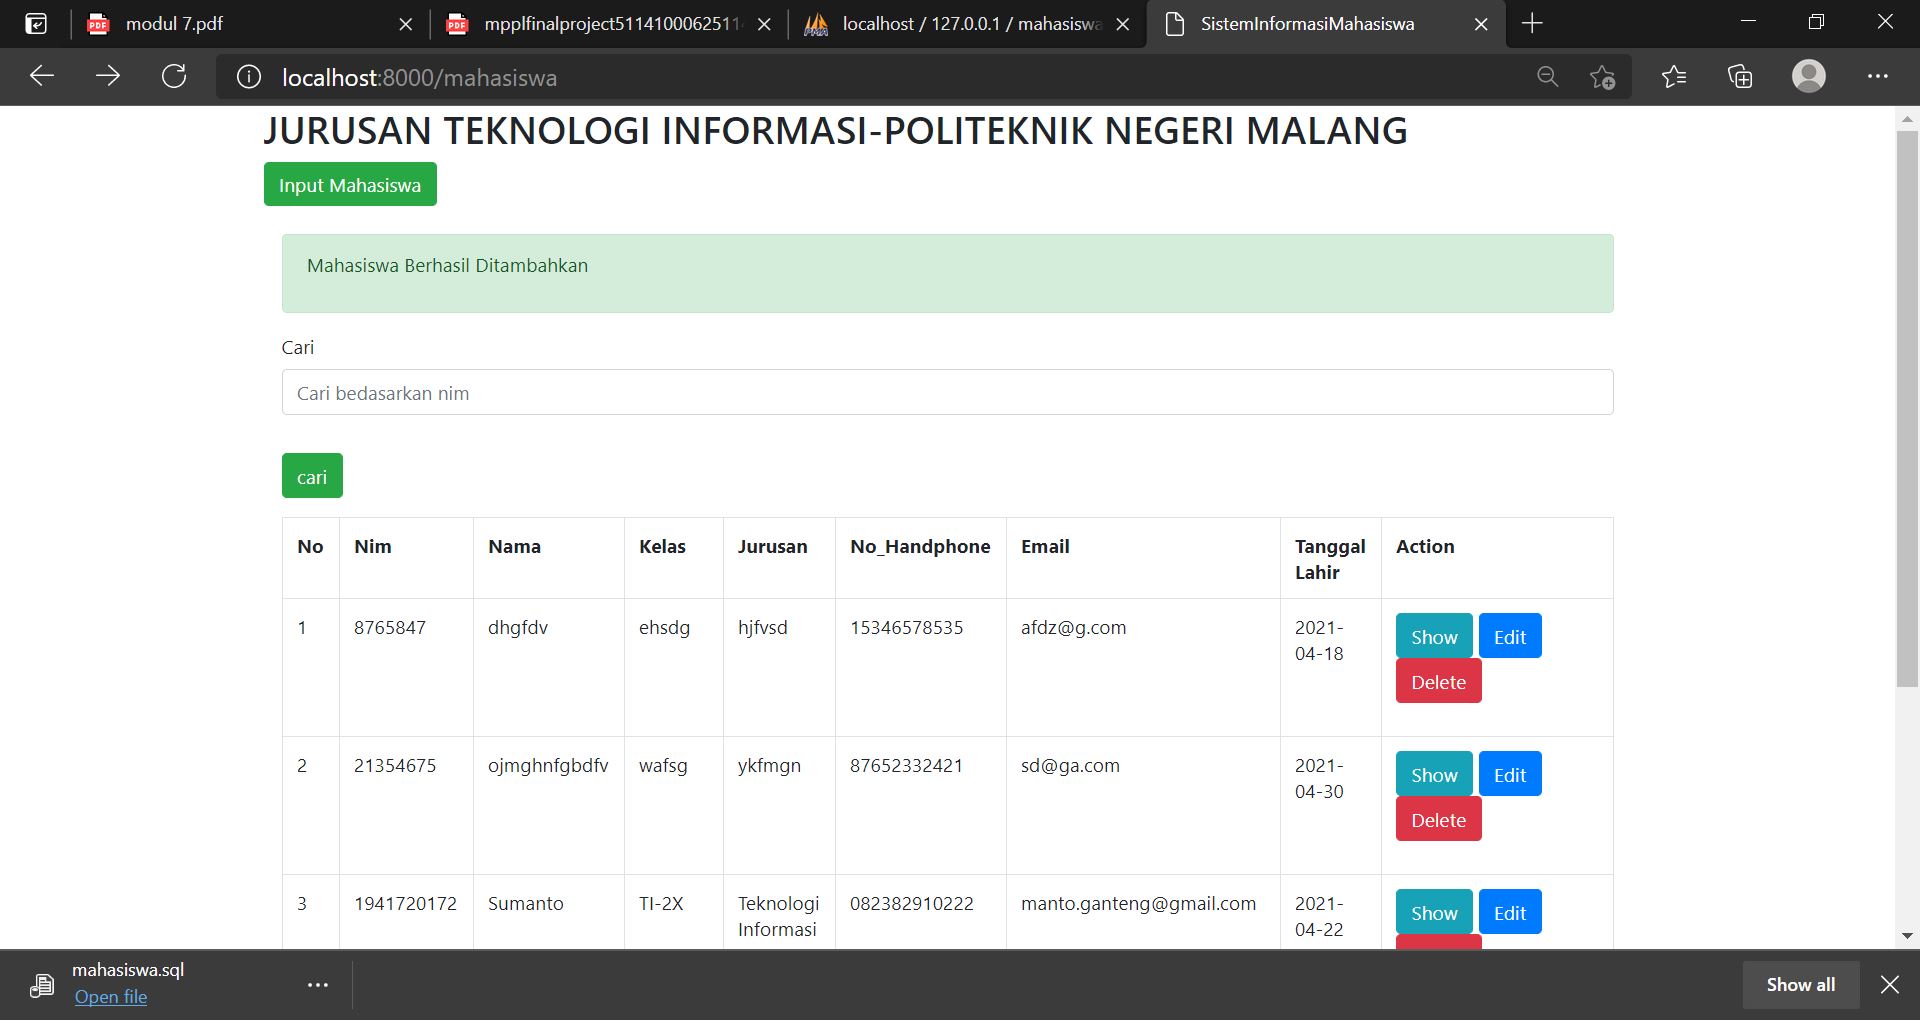 modul 7.pdf
mpplfinalproject5114100062511
localhost / 127.0.0.1 / mahasiswa
SistemInformasiMahasiswa
localhost:8000/mahasiswa
JURUSAN TEKNOLOGI INFORMASI-POLITEKNIK NEGERI MALANG
Input Mahasiswa
Mahasiswa Berhasil Ditambahkan
Cari
Cari bedasarkan nim
cari
No Nim Nama Kelas Jurusan No_Handphone Email Tanggal Lahir Action
1 8765847 dhgfdv ehsdg hjfvsd 15346578535 afdz@g.com 2021-04-18 Show Edit
Delete
2 21354675 ojmghnfgbdfv wafsg ykfmgn 87652332421 sd@ga.com 2021-04-30 Show Edit
Delete
3 1941720172 Sumanto TI-2X Teknologi Informasi 082382910222 manto.ganteng@gmail.com 2021-04-22 Show Edit
mahasiswa.sql
Open file
Show all